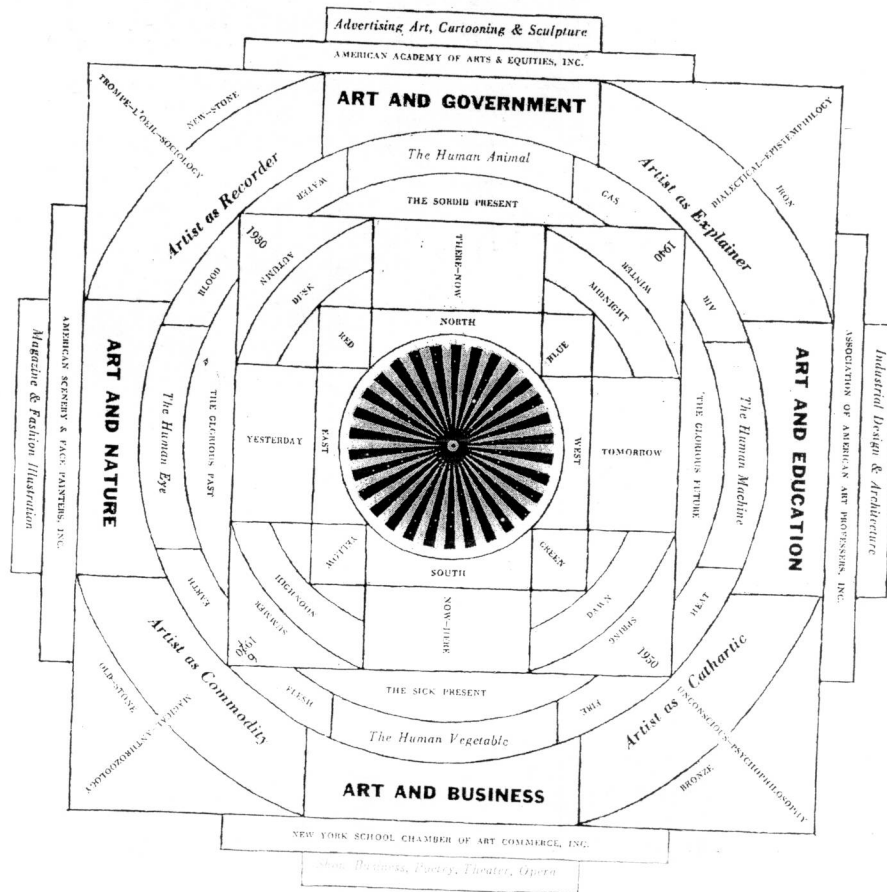 Advertising Art, Cartooning & Sculpture
AMERICAN ACADEMY OF ARTS & EQUITIES, INC.
ART AND GOVERNMENT
The Human Animal
THE SORDID PRESENT
THERE—NOW
NORTH
TROMPE—L'OEIL—SOCIOLOGY
NEW—STONE
Artist as Recorder
WATER
BLOOD
1930
AUTUMN
DUSK
RED
DIALECTICAL—EPISTEMPHILOGY
IRON
Artist as Explainer
GAS
AIR
1940
WINTER
MIDNIGHT
BLUE
Magazine & Fashion Illustration
AMERICAN SCENERY & FACE PAINTERS, INC.
ART AND NATURE
The Human Eye
THE GLORIOUS PAST
YESTERDAY
EAST
WEST
TOMORROW
THE GLORIOUS FUTURE
The Human Machine
ART AND EDUCATION
ASSOCIATION OF AMERICAN ART PROFESSERS, INC.
Industrial Design & Architecture
YELLOW
HIGH-NOON
SUMMER
EARTH
FLESH
Artist as Commodity
OLD—STONE
MAGICAL—ANTHROZOOLOGY
GREEN
DAWN
SPRING
1950
HEAT
FIRE
Artist as Cathartic
UNCONSCIOUS—PSYCHOPHILOSOPHY
BRONZE
SOUTH
NOW—HERE
THE SICK PRESENT
The Human Vegetable
ART AND BUSINESS
NEW YORK SCHOOL CHAMBER OF ART COMMERCE, INC.
Show Business, Poetry, Theater, Opera